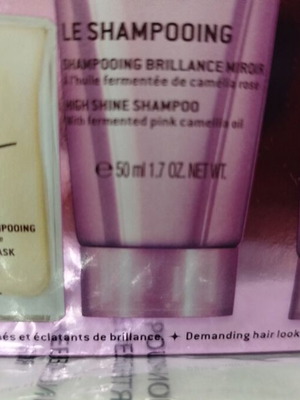 LE SHAMPOOING
SHAMPOOING BRILLANCE MIROIR
à l'huile fermentée de camélia rose
HIGH SHINE SHAMPOO
With fermented pink camellia oil
℮ 50 ml 1.7 OZ. NET WT.
POOING
ASK
és et éclatants de brillance. ✦ Demanding hair look